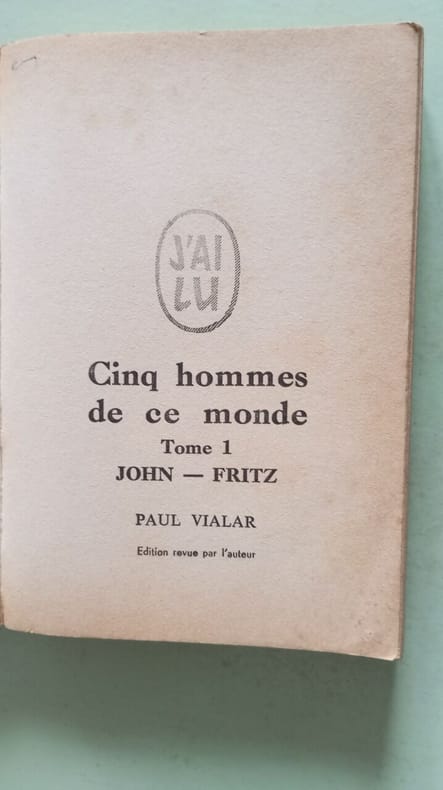 J'AI
LU
Cinq hommes
de ce monde
Tome 1
JOHN — FRITZ
PAUL VIALAR
Edition revue par l'auteur